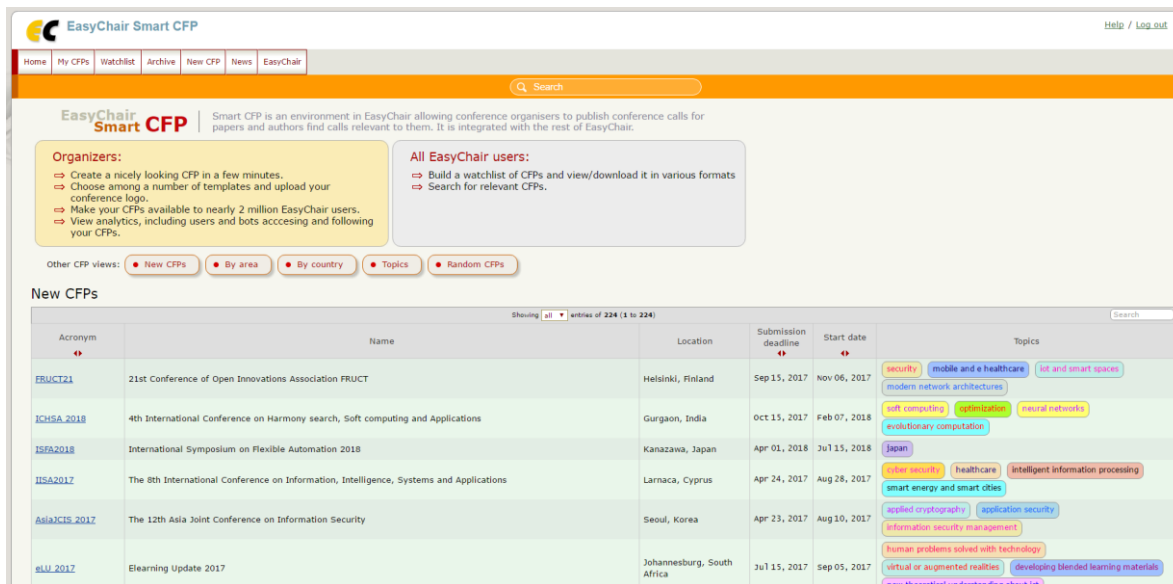 EasyChair Smart CFP
Help / Log out
Home My CFPs Watchlist Archive New CFP News EasyChair
Search
EasyChair
Smart CFP
Smart CFP is an environment in EasyChair allowing conference organisers to publish conference calls for
papers and authors find calls relevant to them. It is integrated with the rest of EasyChair.
Organizers:
⇨ Create a nicely looking CFP in a few minutes.
⇨ Choose among a number of templates and upload your
conference logo.
⇨ Make your CFPs available to nearly 2 million EasyChair users.
⇨ View analytics, including users and bots acccesing and following
your CFPs.
All EasyChair users:
⇨ Build a watchlist of CFPs and view/download it in various formats
⇨ Search for relevant CFPs.
Other CFP views: • New CFPs • By area • By country • Topics • Random CFPs
New CFPs
Showing all entries of 224 (1 to 224) Search
Acronym Name Location Submission deadline Start date Topics
FRUCT21 21st Conference of Open Innovations Association FRUCT Helsinki, Finland Sep 15, 2017 Nov 06, 2017 security mobile and e healthcare iot and smart spaces
modern network architectures
ICHSA 2018 4th International Conference on Harmony search, Soft computing and Applications Gurgaon, India Oct 15, 2017 Feb 07, 2018 soft computing optimization neural networks
evolutionary computation
ISFA2018 International Symposium on Flexible Automation 2018 Kanazawa, Japan Apr 01, 2018 Jul 15, 2018 japan
IISA2017 The 8th International Conference on Information, Intelligence, Systems and Applications Larnaca, Cyprus Apr 24, 2017 Aug 28, 2017 cyber security healthcare intelligent information processing
smart energy and smart cities
AsiaJCIS 2017 The 12th Asia Joint Conference on Information Security Seoul, Korea Apr 23, 2017 Aug 10, 2017 applied cryptography application security
information security management
eLU 2017 Elearning Update 2017 Johannesburg, South Africa Jul 15, 2017 Sep 05, 2017 human problems solved with technology
virtual or augmented realities developing blended learning materials